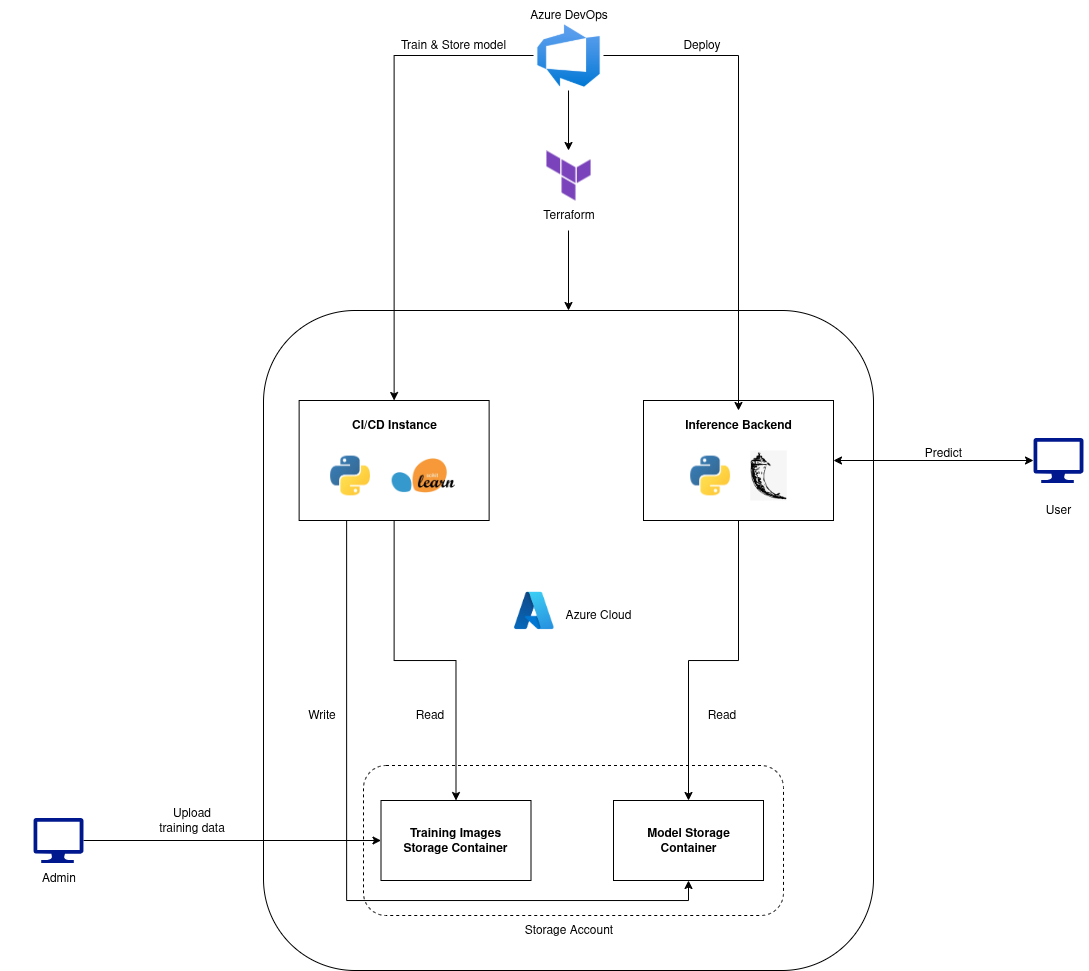 Azure DevOps
Train & Store model
Deploy
Terraform
CI/CD Instance
learn
Inference Backend
Predict
User
Azure Cloud
Write
Read
Read
Upload
training data
Admin
Training Images
Storage Container
Model Storage
Container
Storage Account